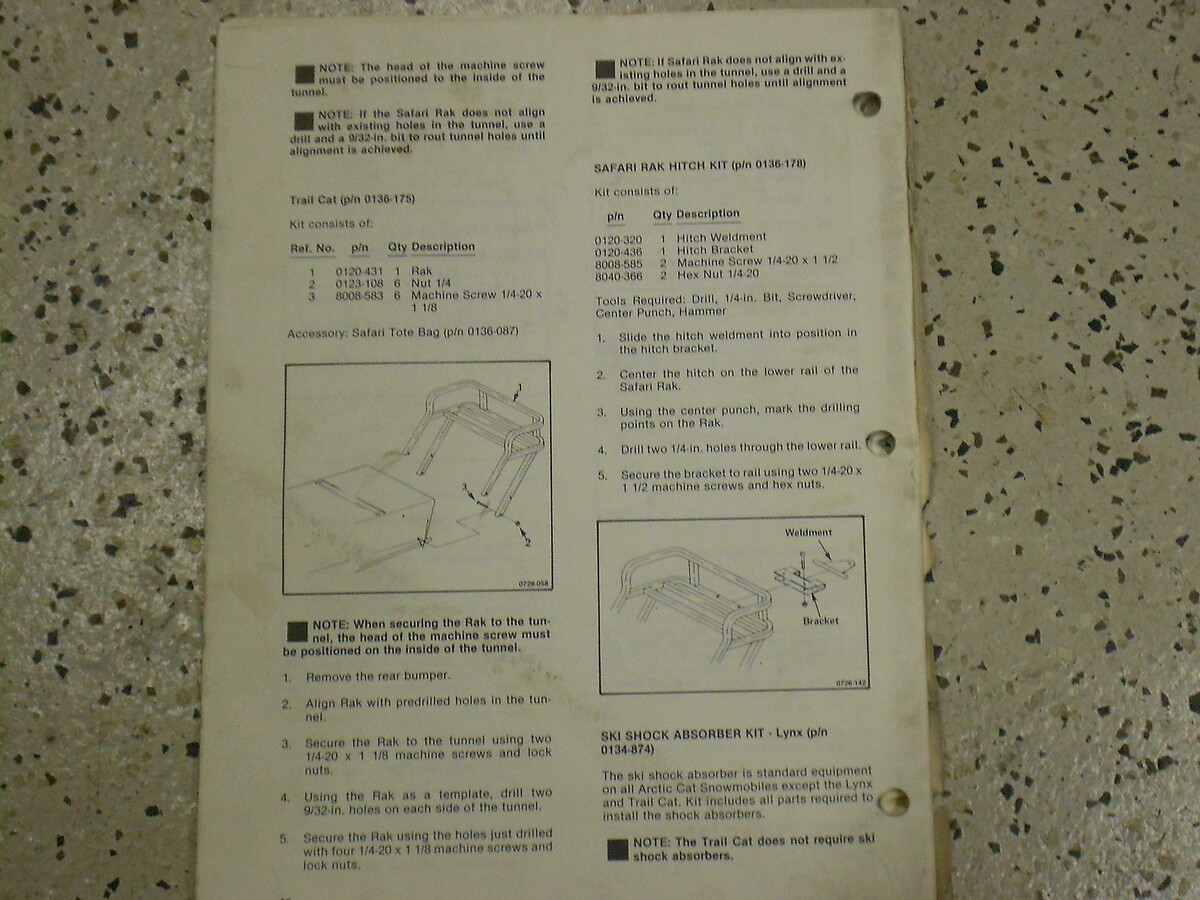 NOTE: The head of the machine screw
must be positioned to the inside of the
tunnel.
NOTE: If the Safari Rak does not align
with existing holes in the tunnel, use a
drill and a 9/32-in. bit to rout tunnel holes until
alignment is achieved.
Trail Cat (p/n 0136-175)
Kit consists of:
Ref. No. p/n Qty Description
1 0120-431 1 Rak
2 0123-108 6 Nut 1/4
3 8008-583 6 Machine Screw 1/4-20 x
1 1/8
Accessory: Safari Tote Bag (p/n 0136-087)
1
3
2
0728-058
NOTE: When securing the Rak to the tun-
nel, the head of the machine screw must
be positioned on the inside of the tunnel.
1. Remove the rear bumper.
2. Align Rak with predrilled holes in the tun-
nel.
3. Secure the Rak to the tunnel using two
1/4-20 x 1 1/8 machine screws and lock
nuts.
4. Using the Rak as a template, drill two
9/32-in. holes on each side of the tunnel.
5. Secure the Rak using the holes just drilled
with four 1/4-20 x 1 1/8 machine screws and
lock nuts.
NOTE: If Safari Rak does not align with ex-
isting holes in the tunnel, use a drill and a
9/32-in. bit to rout tunnel holes until alignment
is achieved.
SAFARI RAK HITCH KIT (p/n 0136-178)
Kit consists of:
p/n Qty Description
0120-320 1 Hitch Weldment
0120-436 1 Hitch Bracket
8008-585 2 Machine Screw 1/4-20 x 1 1/2
8040-366 2 Hex Nut 1/4-20
Tools Required: Drill, 1/4-in. Bit, Screwdriver,
Center Punch, Hammer
1. Slide the hitch weldment into position in
the hitch bracket.
2. Center the hitch on the lower rail of the
Safari Rak.
3. Using the center punch, mark the drilling
points on the Rak.
4. Drill two 1/4-in. holes through the lower rail.
5. Secure the bracket to rail using two 1/4-20 x
1 1/2 machine screws and hex nuts.
Weldment
Bracket
0726-142
SKI SHOCK ABSORBER KIT - Lynx (p/n
0134-874)
The ski shock absorber is standard equipment
on all Arctic Cat Snowmobiles except the Lynx
and Trail Cat. Kit includes all parts required to
install the shock absorbers.
NOTE: The Trail Cat does not require ski
shock absorbers.